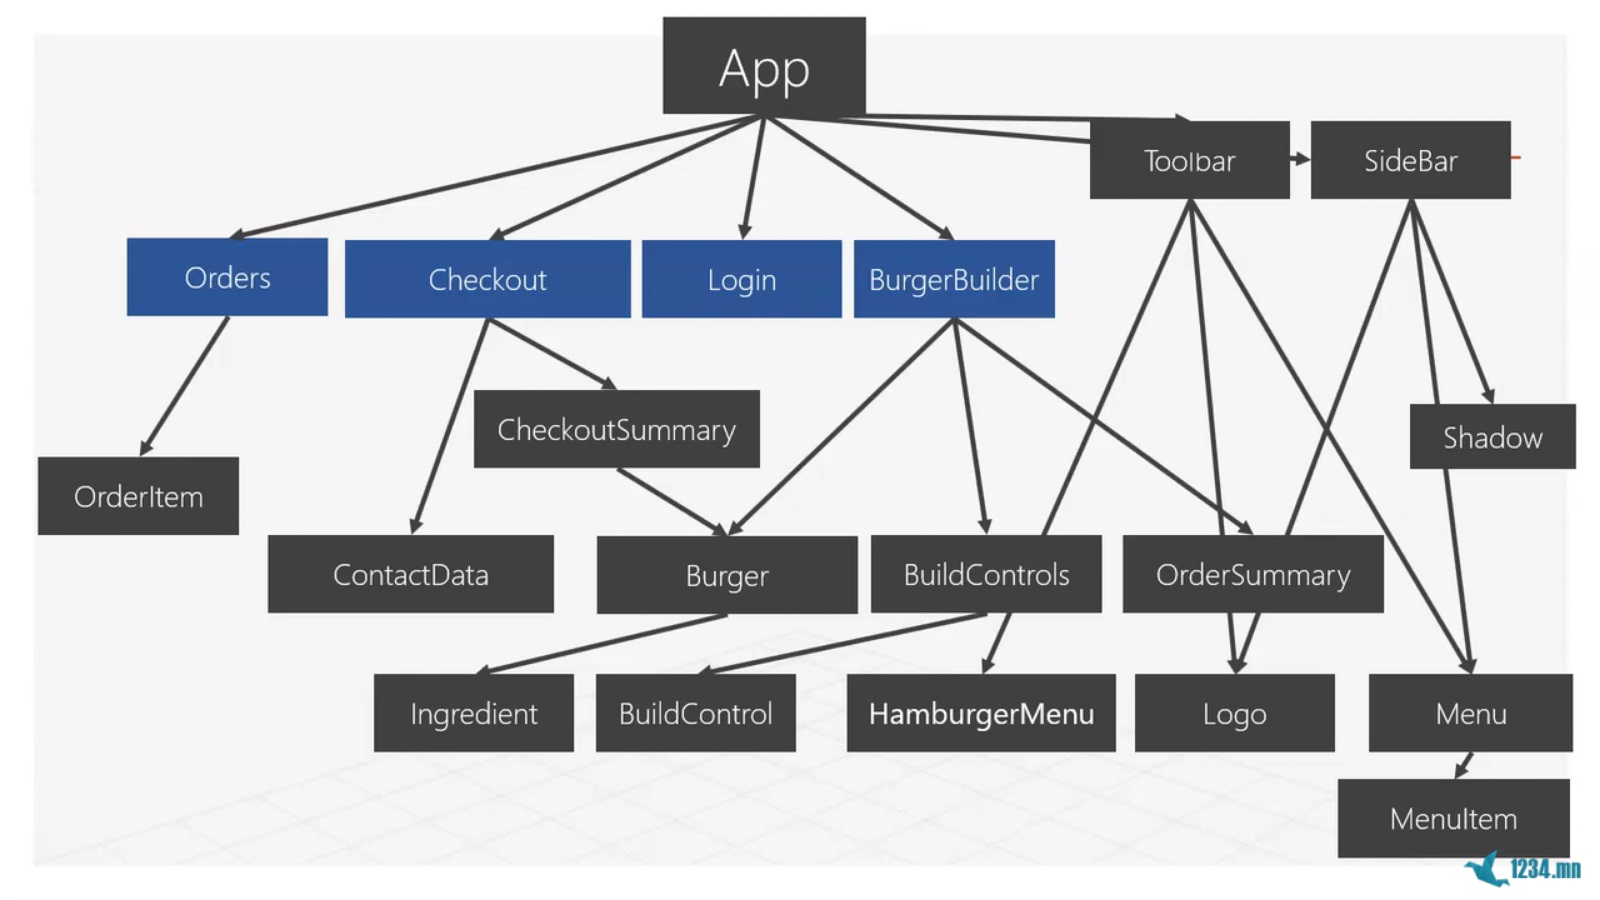 App
Toolbar
SideBar
Orders
Checkout
Login
BurgerBuilder
CheckoutSummary
Shadow
OrderItem
ContactData
Burger
BuildControls
OrderSummary
Ingredient
BuildControl
HamburgerMenu
Logo
Menu
MenuItem
1234.mn